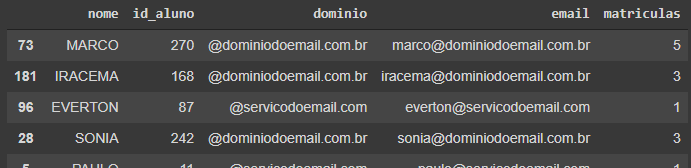 nome id_aluno dominio email matriculas
73 MARCO 270 @dominiodoemail.com.br marco@dominiodoemail.com.br 5
181 IRACEMA 168 @dominiodoemail.com.br iracema@dominiodoemail.com.br 3
96 EVERTON 87 @servicodoemail.com everton@servicodoemail.com 1
28 SONIA 242 @dominiodoemail.com.br sonia@dominiodoemail.com.br 3
5 PAULO 11 @servicodoemail.com paulo@servicodoemail.com 1